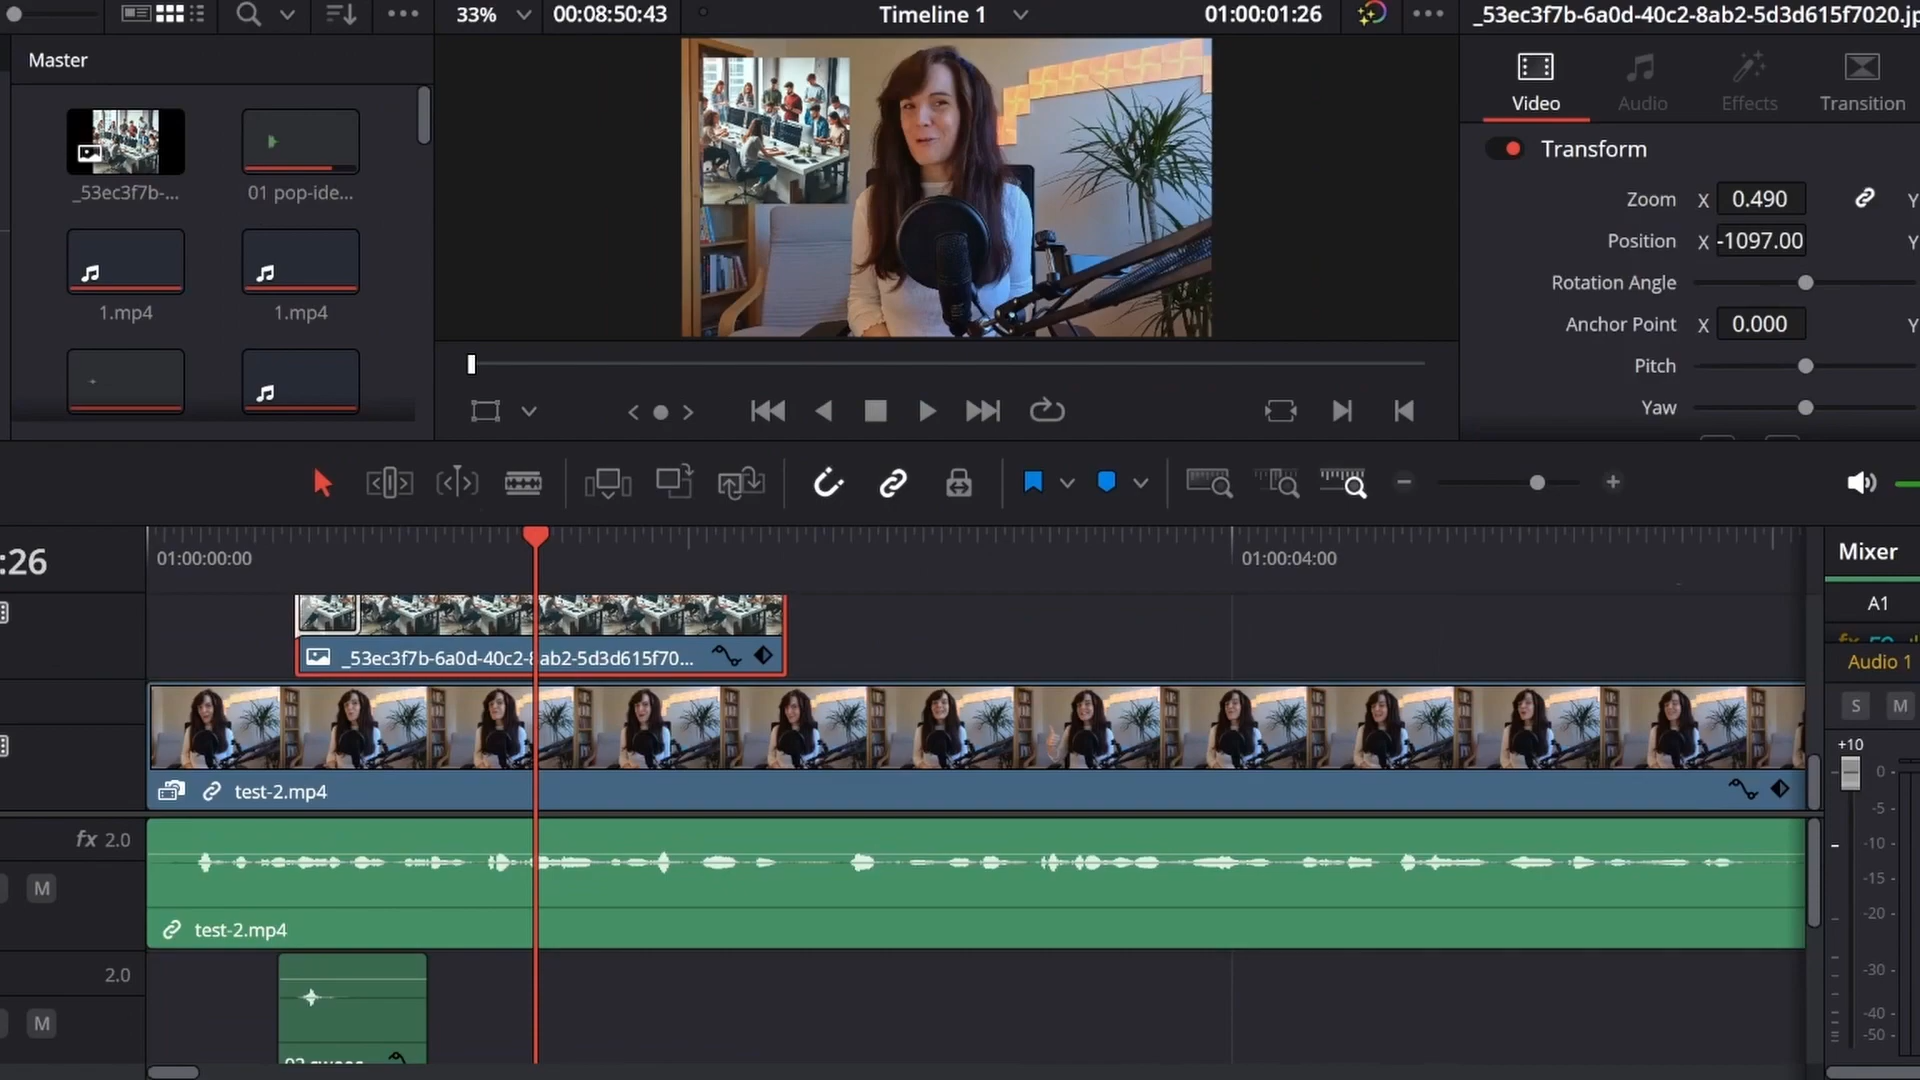 33%
00:08:50:43
Timeline 1
01:00:01:26
_53ec3f7b-6a0d-40c2-8ab2-5d3d615f7020.jp
Master
_53ec3f7b-...
01 pop-ide...
1.mp4
1.mp4
Video
Audio
Effects
Transition
Transform
Zoom X 0.490 Y
Position X -1097.00 Y
Rotation Angle
Anchor Point X 0.000 Y
Pitch
Yaw
:26
01:00:00:00
01:00:04:00
_53ec3f7b-6a0d-40c2-8ab2-5d3d615f70...
test-2.mp4
fx 2.0
M
test-2.mp4
2.0
M
Mixer
A1
Audio 1
S M
+10
0
-5
-10
-15
-20
-30
-40
-50